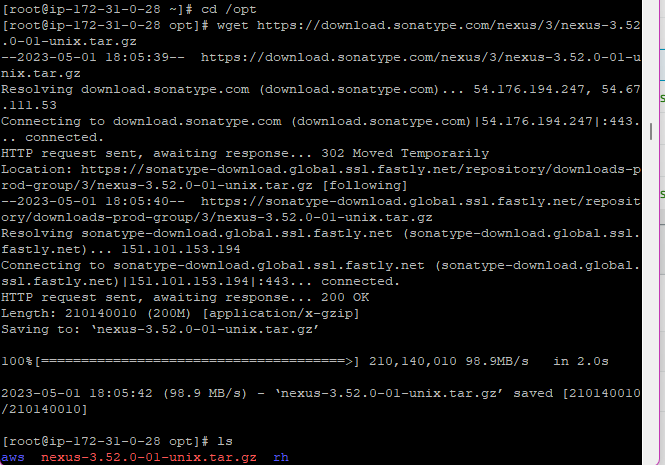 [root@ip-172-31-0-28 ~]# cd /opt
[root@ip-172-31-0-28 opt]# wget https://download.sonatype.com/nexus/3/nexus-3.52
.0-01-unix.tar.gz
--2023-05-01 18:05:39--  https://download.sonatype.com/nexus/3/nexus-3.52.0-01-u
nix.tar.gz
Resolving download.sonatype.com (download.sonatype.com)... 54.176.194.247, 54.67
.111.53
Connecting to download.sonatype.com (download.sonatype.com)|54.176.194.247|:443.
.. connected.
HTTP request sent, awaiting response... 302 Moved Temporarily
Location: https://sonatype-download.global.ssl.fastly.net/repository/downloads-p
rod-group/3/nexus-3.52.0-01-unix.tar.gz [following]
--2023-05-01 18:05:40--  https://sonatype-download.global.ssl.fastly.net/reposit
ory/downloads-prod-group/3/nexus-3.52.0-01-unix.tar.gz
Resolving sonatype-download.global.ssl.fastly.net (sonatype-download.global.ssl.
fastly.net)... 151.101.153.194
Connecting to sonatype-download.global.ssl.fastly.net (sonatype-download.global.
ssl.fastly.net)|151.101.153.194|:443... connected.
HTTP request sent, awaiting response... 200 OK
Length: 210140010 (200M) [application/x-gzip]
Saving to: ‘nexus-3.52.0-01-unix.tar.gz’

100%[=======================================>] 210,140,010 98.9MB/s   in 2.0s

2023-05-01 18:05:42 (98.9 MB/s) - ‘nexus-3.52.0-01-unix.tar.gz’ saved [210140010
/210140010]

[root@ip-172-31-0-28 opt]# ls
aws  nexus-3.52.0-01-unix.tar.gz  rh